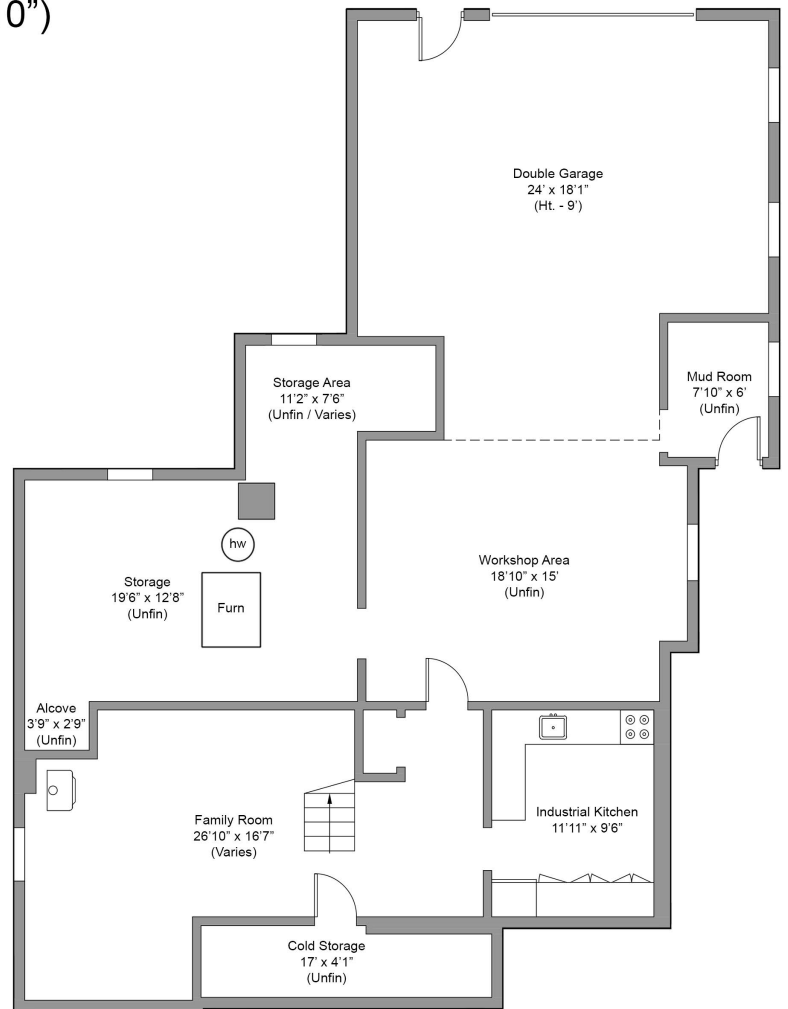 0”)
Double Garage
24’ x 18’1”
(Ht. - 9’)
Storage Area
11’2” x 7’6”
(Unfin / Varies)
Mud Room
7’10” x 6’
(Unfin)
hw
Storage
19’6” x 12’8”
(Unfin)
Furn
Workshop Area
18’10” x 15’
(Unfin)
Alcove
3’9” x 2’9”
(Unfin)
Family Room
26’10” x 16’7”
(Varies)
Industrial Kitchen
11’11” x 9’6”
Cold Storage
17’ x 4’1”
(Unfin)